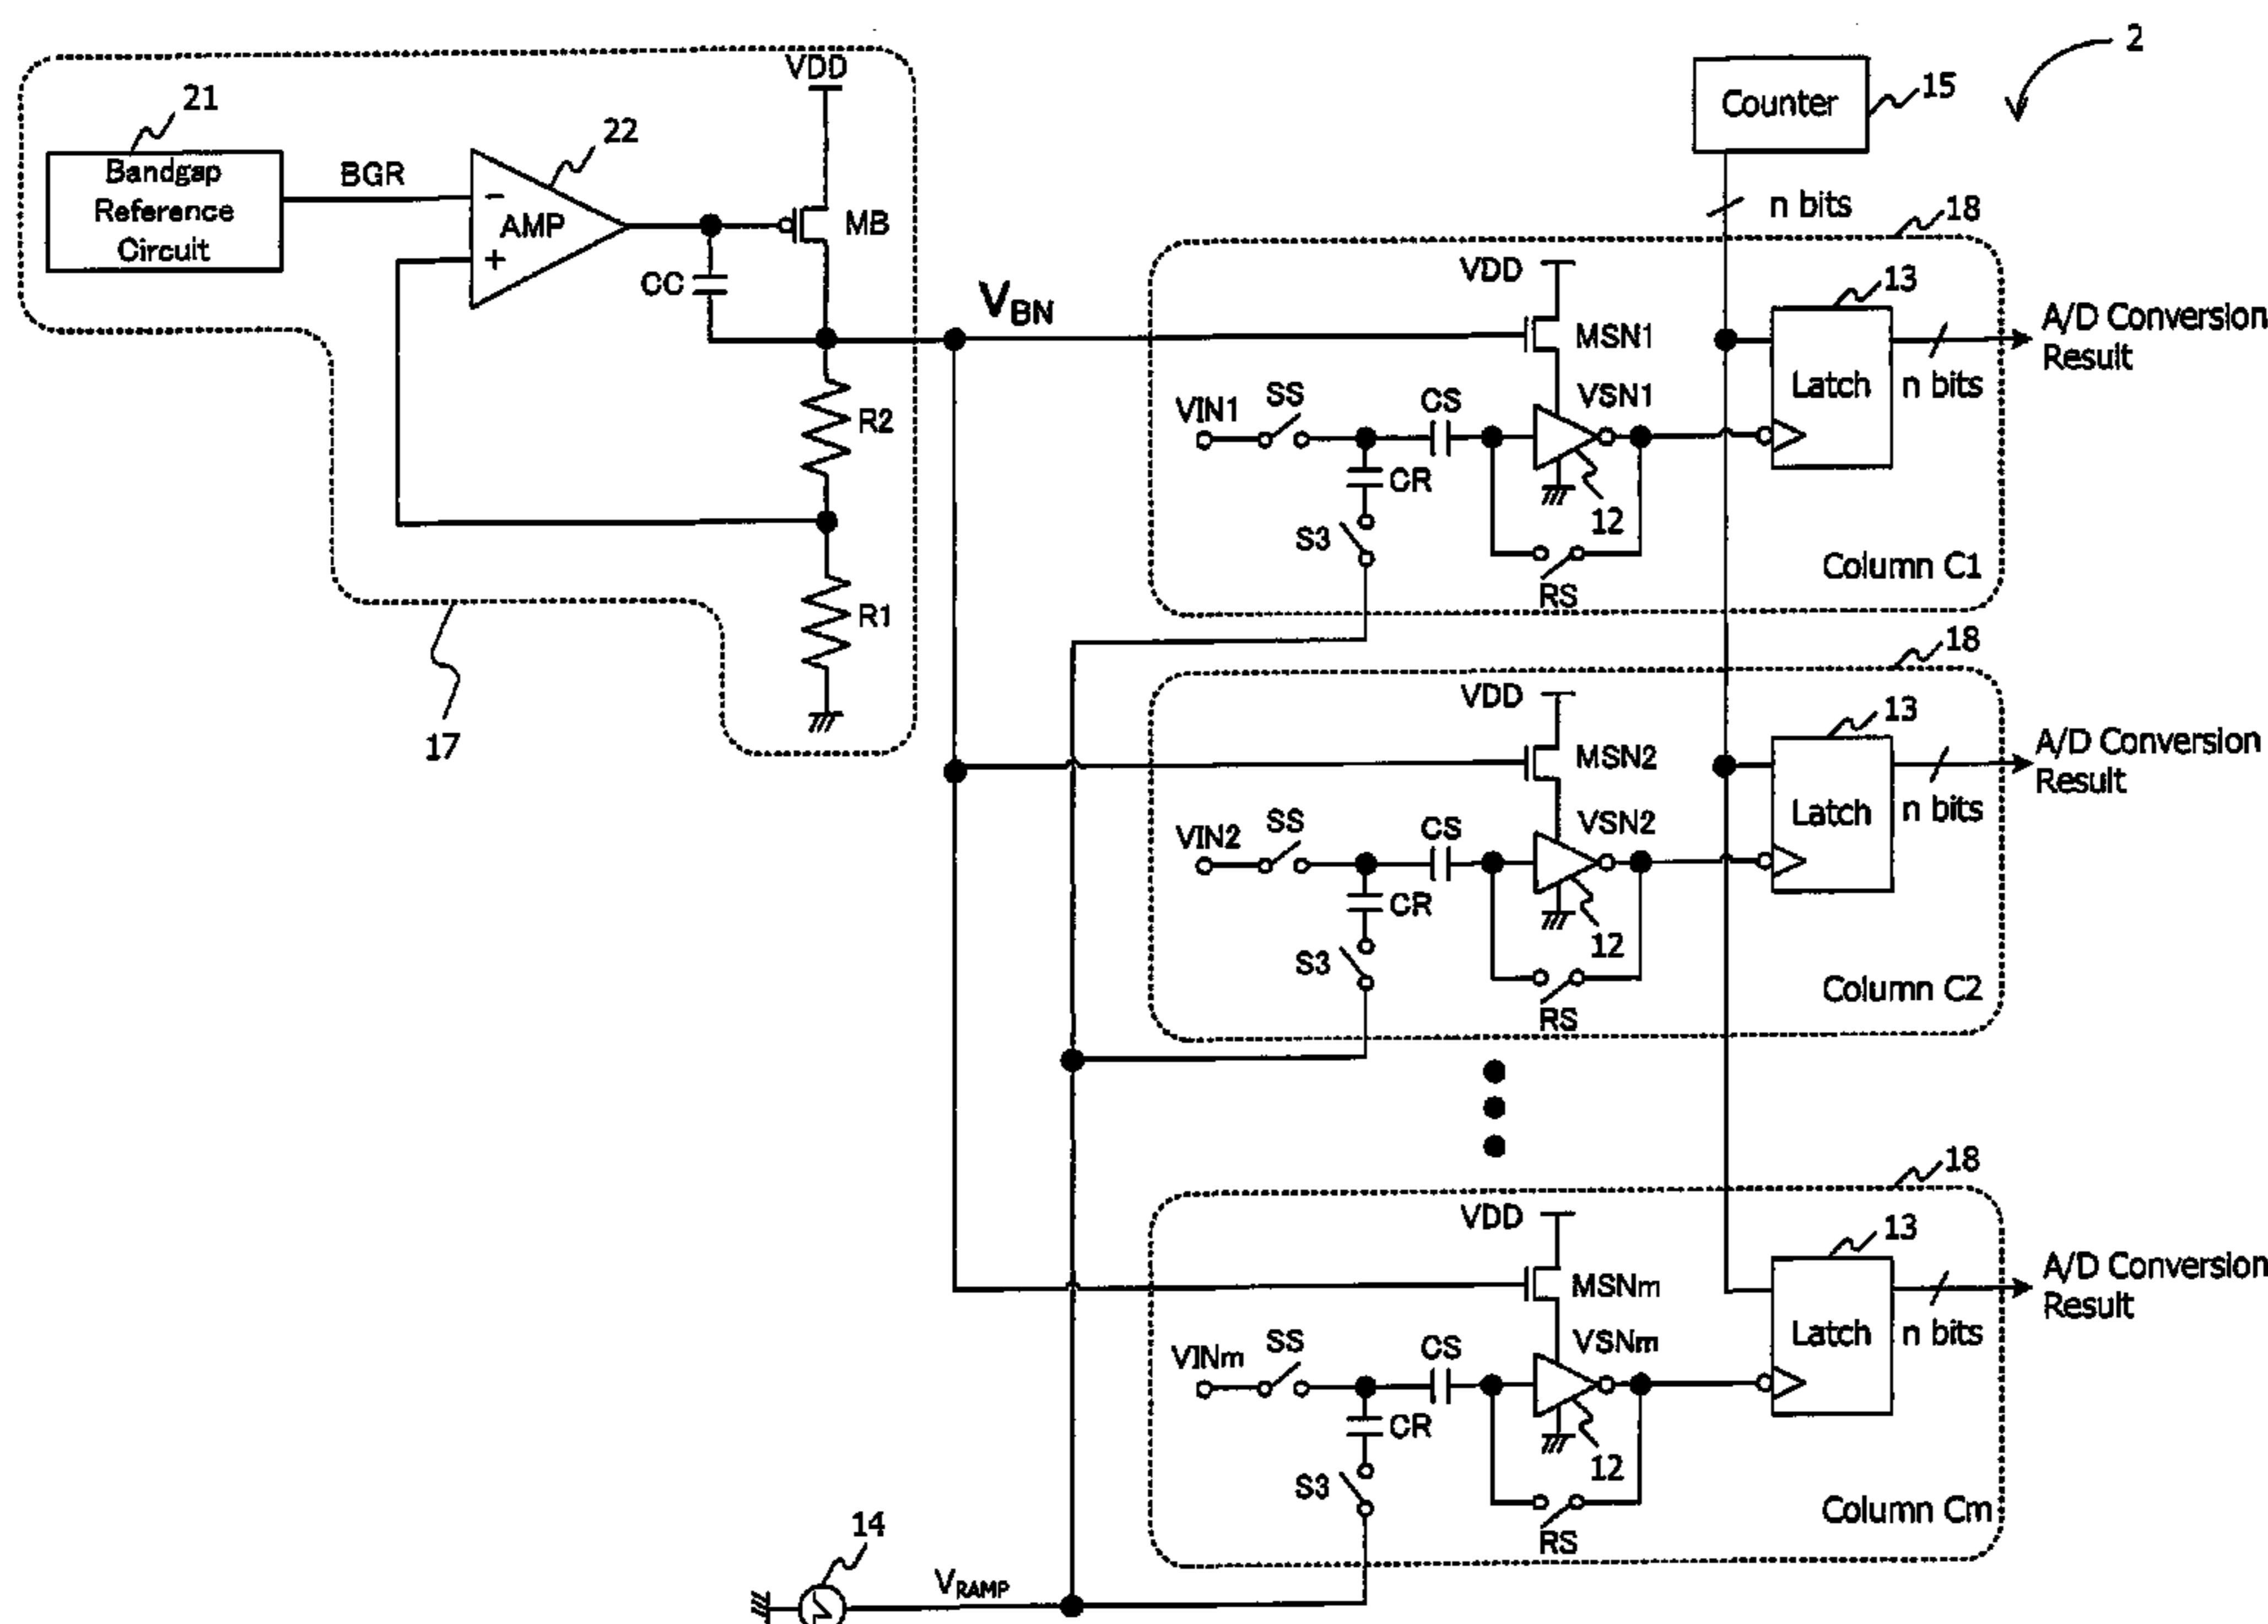 2
VDD
Counter
15
21
22
Bandgap
Reference
Circuit
BGR
−
AMP
+
MB
CC
n bits
18
V_BN
VDD
13
MSN1
A/D Conversion
Result
Latch
n bits
VIN1
SS
CS
VSN1
CR
12
S3
RS
Column C1
R2
R1
17
18
VDD
13
MSN2
A/D Conversion
Result
Latch
n bits
VIN2
SS
CS
VSN2
CR
12
S3
RS
Column C2
18
VDD
13
MSNm
A/D Conversion
Result
Latch
n bits
VINm
SS
CS
VSNm
CR
12
S3
RS
Column Cm
14
V_RAMP